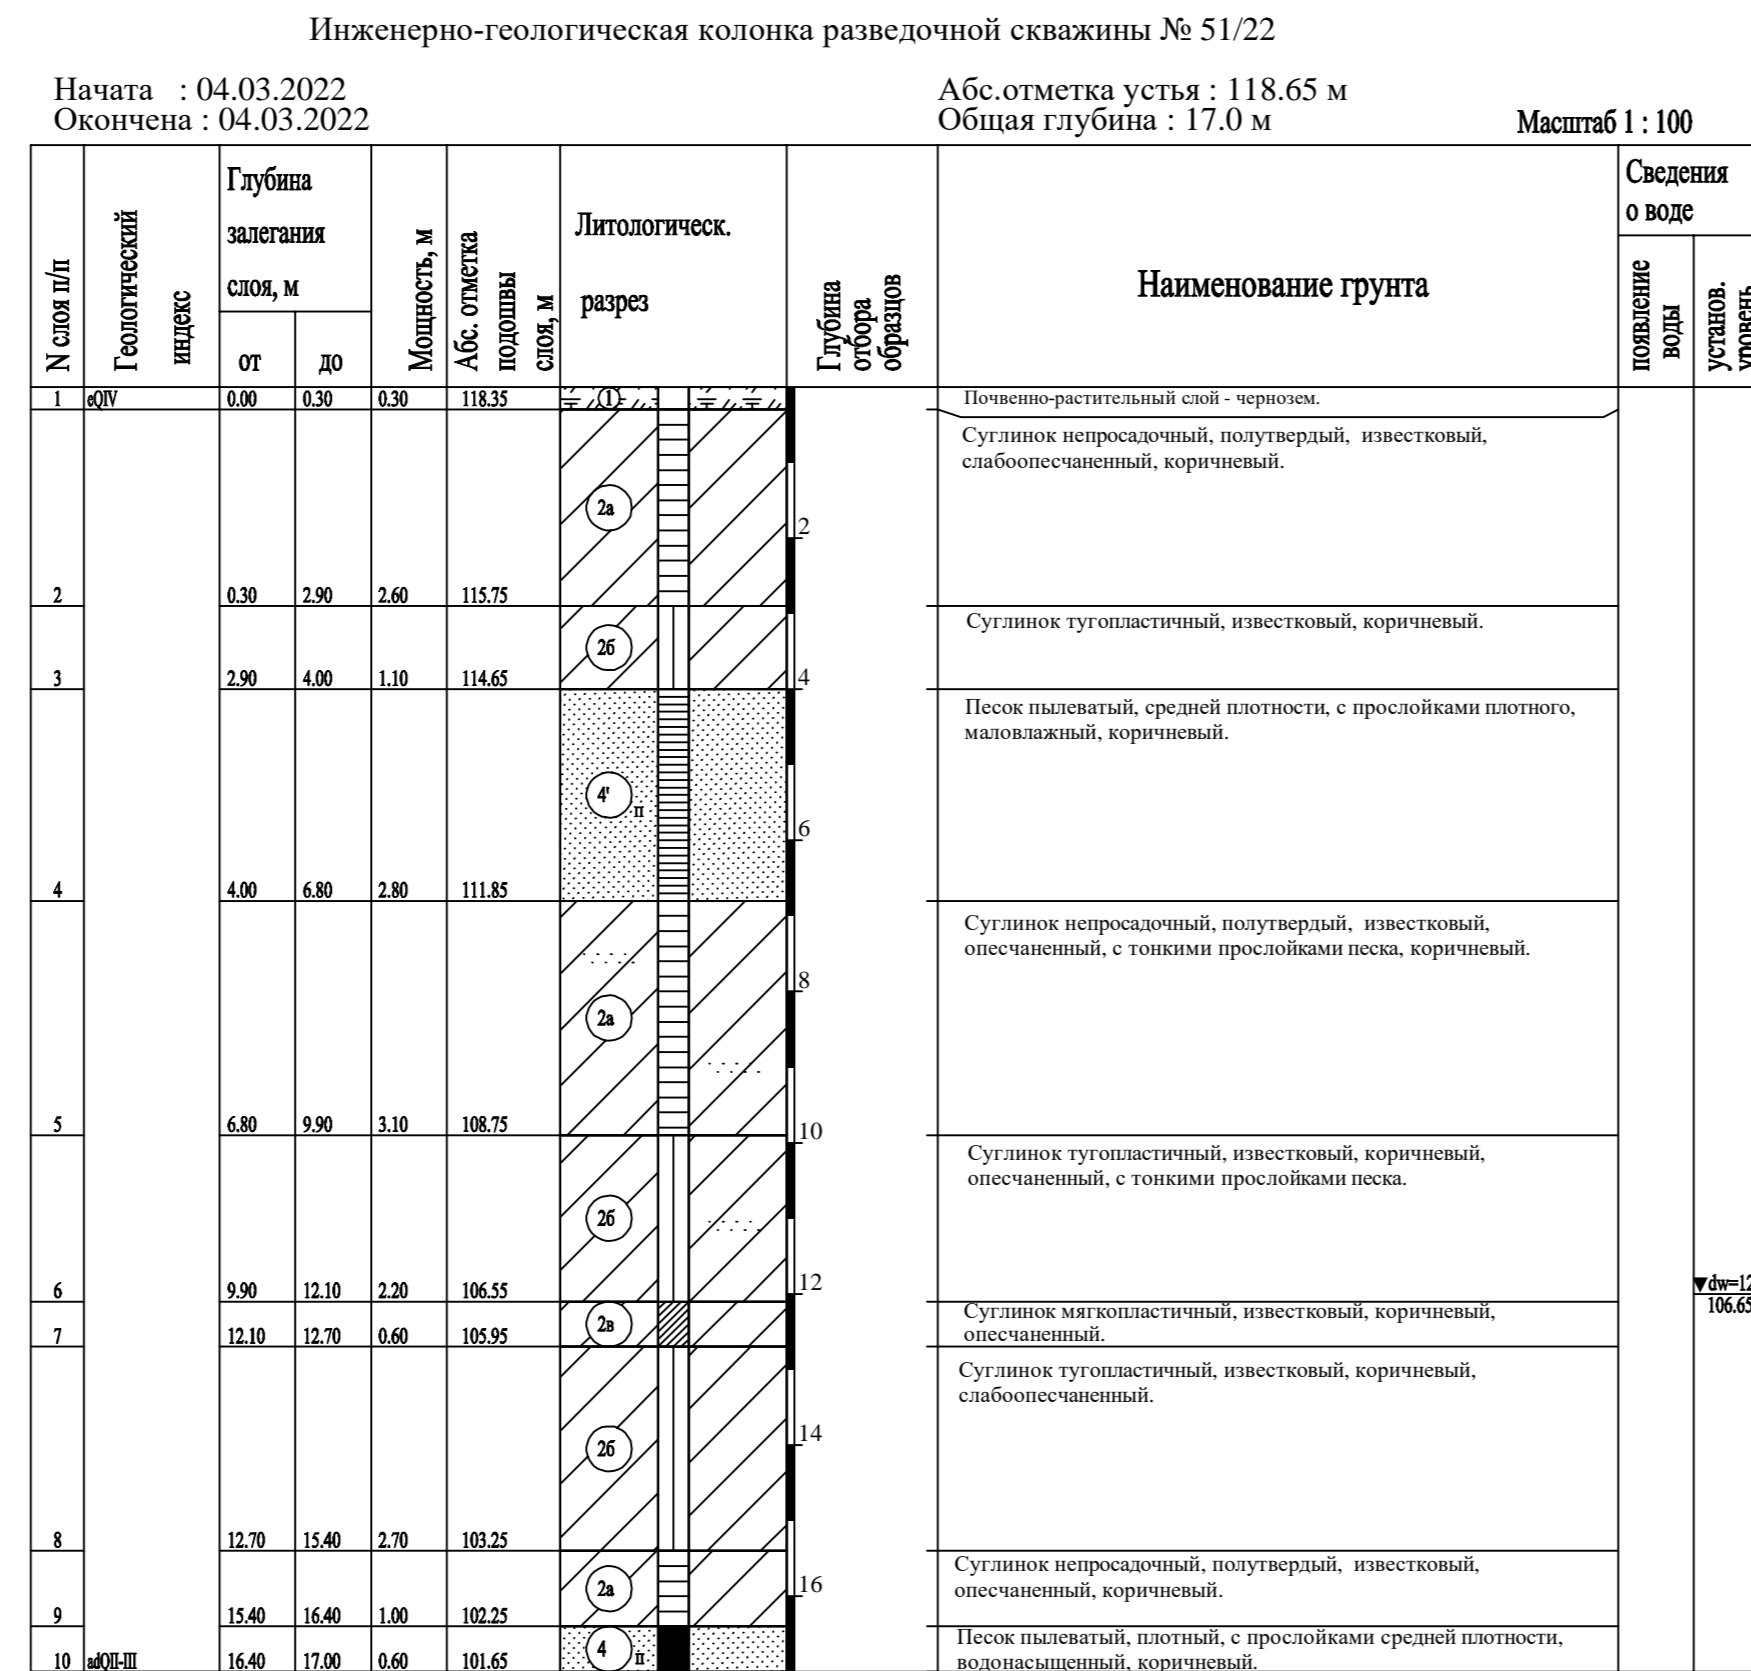 Инженерно-геологическая колонка разведочной скважины № 51/22
Начата : 04.03.2022
Окончена : 04.03.2022
Абс.отметка устья : 118.65 м
Общая глубина : 17.0 м
Масштаб 1 : 100
N слоя п/п
Геологический
индекс
Глубина
залегания
слоя, м
от
до
Мощность, м
Абс. отметка
подошвы
слоя, м
Литологическ.
разрез
Глубина
отбора
образцов
Наименование грунта
Сведения
о воде
появление
воды
установ.
уровень
1 eQIV 0.00 0.30 0.30 118.35 1 Почвенно-растительный слой - чернозем.
Суглинок непросадочный, полутвердый, известковый,
слабоопесчаненный, коричневый.
2а
2
2 0.30 2.90 2.60 115.75
Суглинок тугопластичный, известковый, коричневый.
2б
3 2.90 4.00 1.10 114.65 4
Песок пылеватый, средней плотности, с прослойками плотного,
маловлажный, коричневый.
4' п
6
4 4.00 6.80 2.80 111.85
Суглинок непросадочный, полутвердый, известковый,
опесчаненный, с тонкими прослойками песка, коричневый.
8
2а
5 6.80 9.90 3.10 108.75
10
Суглинок тугопластичный, известковый, коричневый,
опесчаненный, с тонкими прослойками песка.
2б
12
6 9.90 12.10 2.20 106.55
dw=12
106.65
Суглинок мягкопластичный, известковый, коричневый,
опесчаненный.
2в
7 12.10 12.70 0.60 105.95
Суглинок тугопластичный, известковый, коричневый,
слабоопесчаненный.
14
2б
8 12.70 15.40 2.70 103.25
Суглинок непросадочный, полутвердый, известковый,
опесчаненный, коричневый.
2а
16
9 15.40 16.40 1.00 102.25
Песок пылеватый, плотный, с прослойками средней плотности,
водонасыщенный, коричневый.
4 п
10 adQII-III 16.40 17.00 0.60 101.65